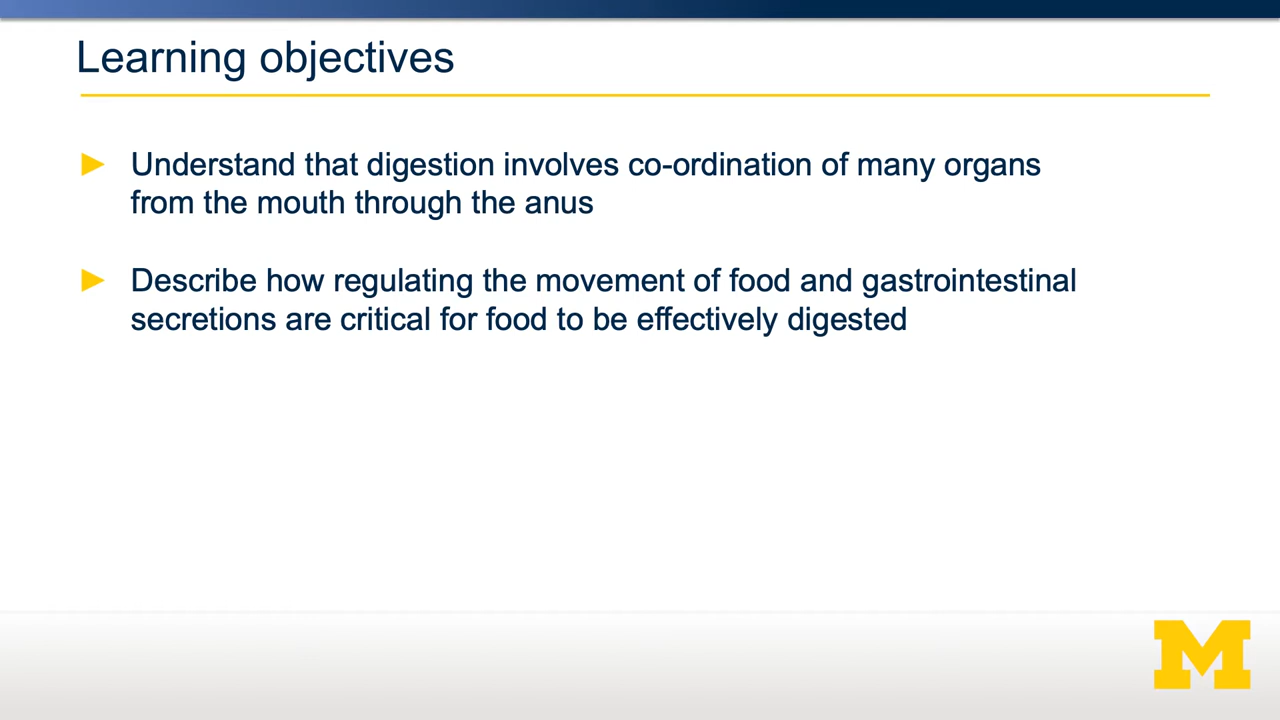 Learning objectives
► Understand that digestion involves co-ordination of many organs
from the mouth through the anus
► Describe how regulating the movement of food and gastrointestinal
secretions are critical for food to be effectively digested
M